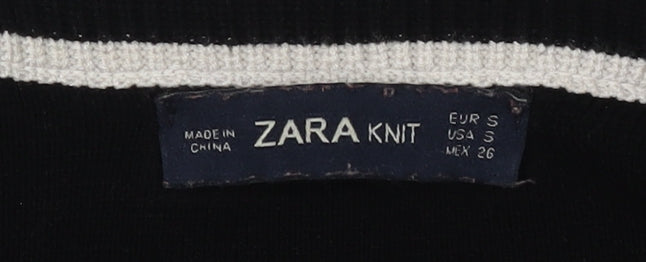 MADE IN
CHINA
ZARA KNIT
EUR S
USA S
MEX 26